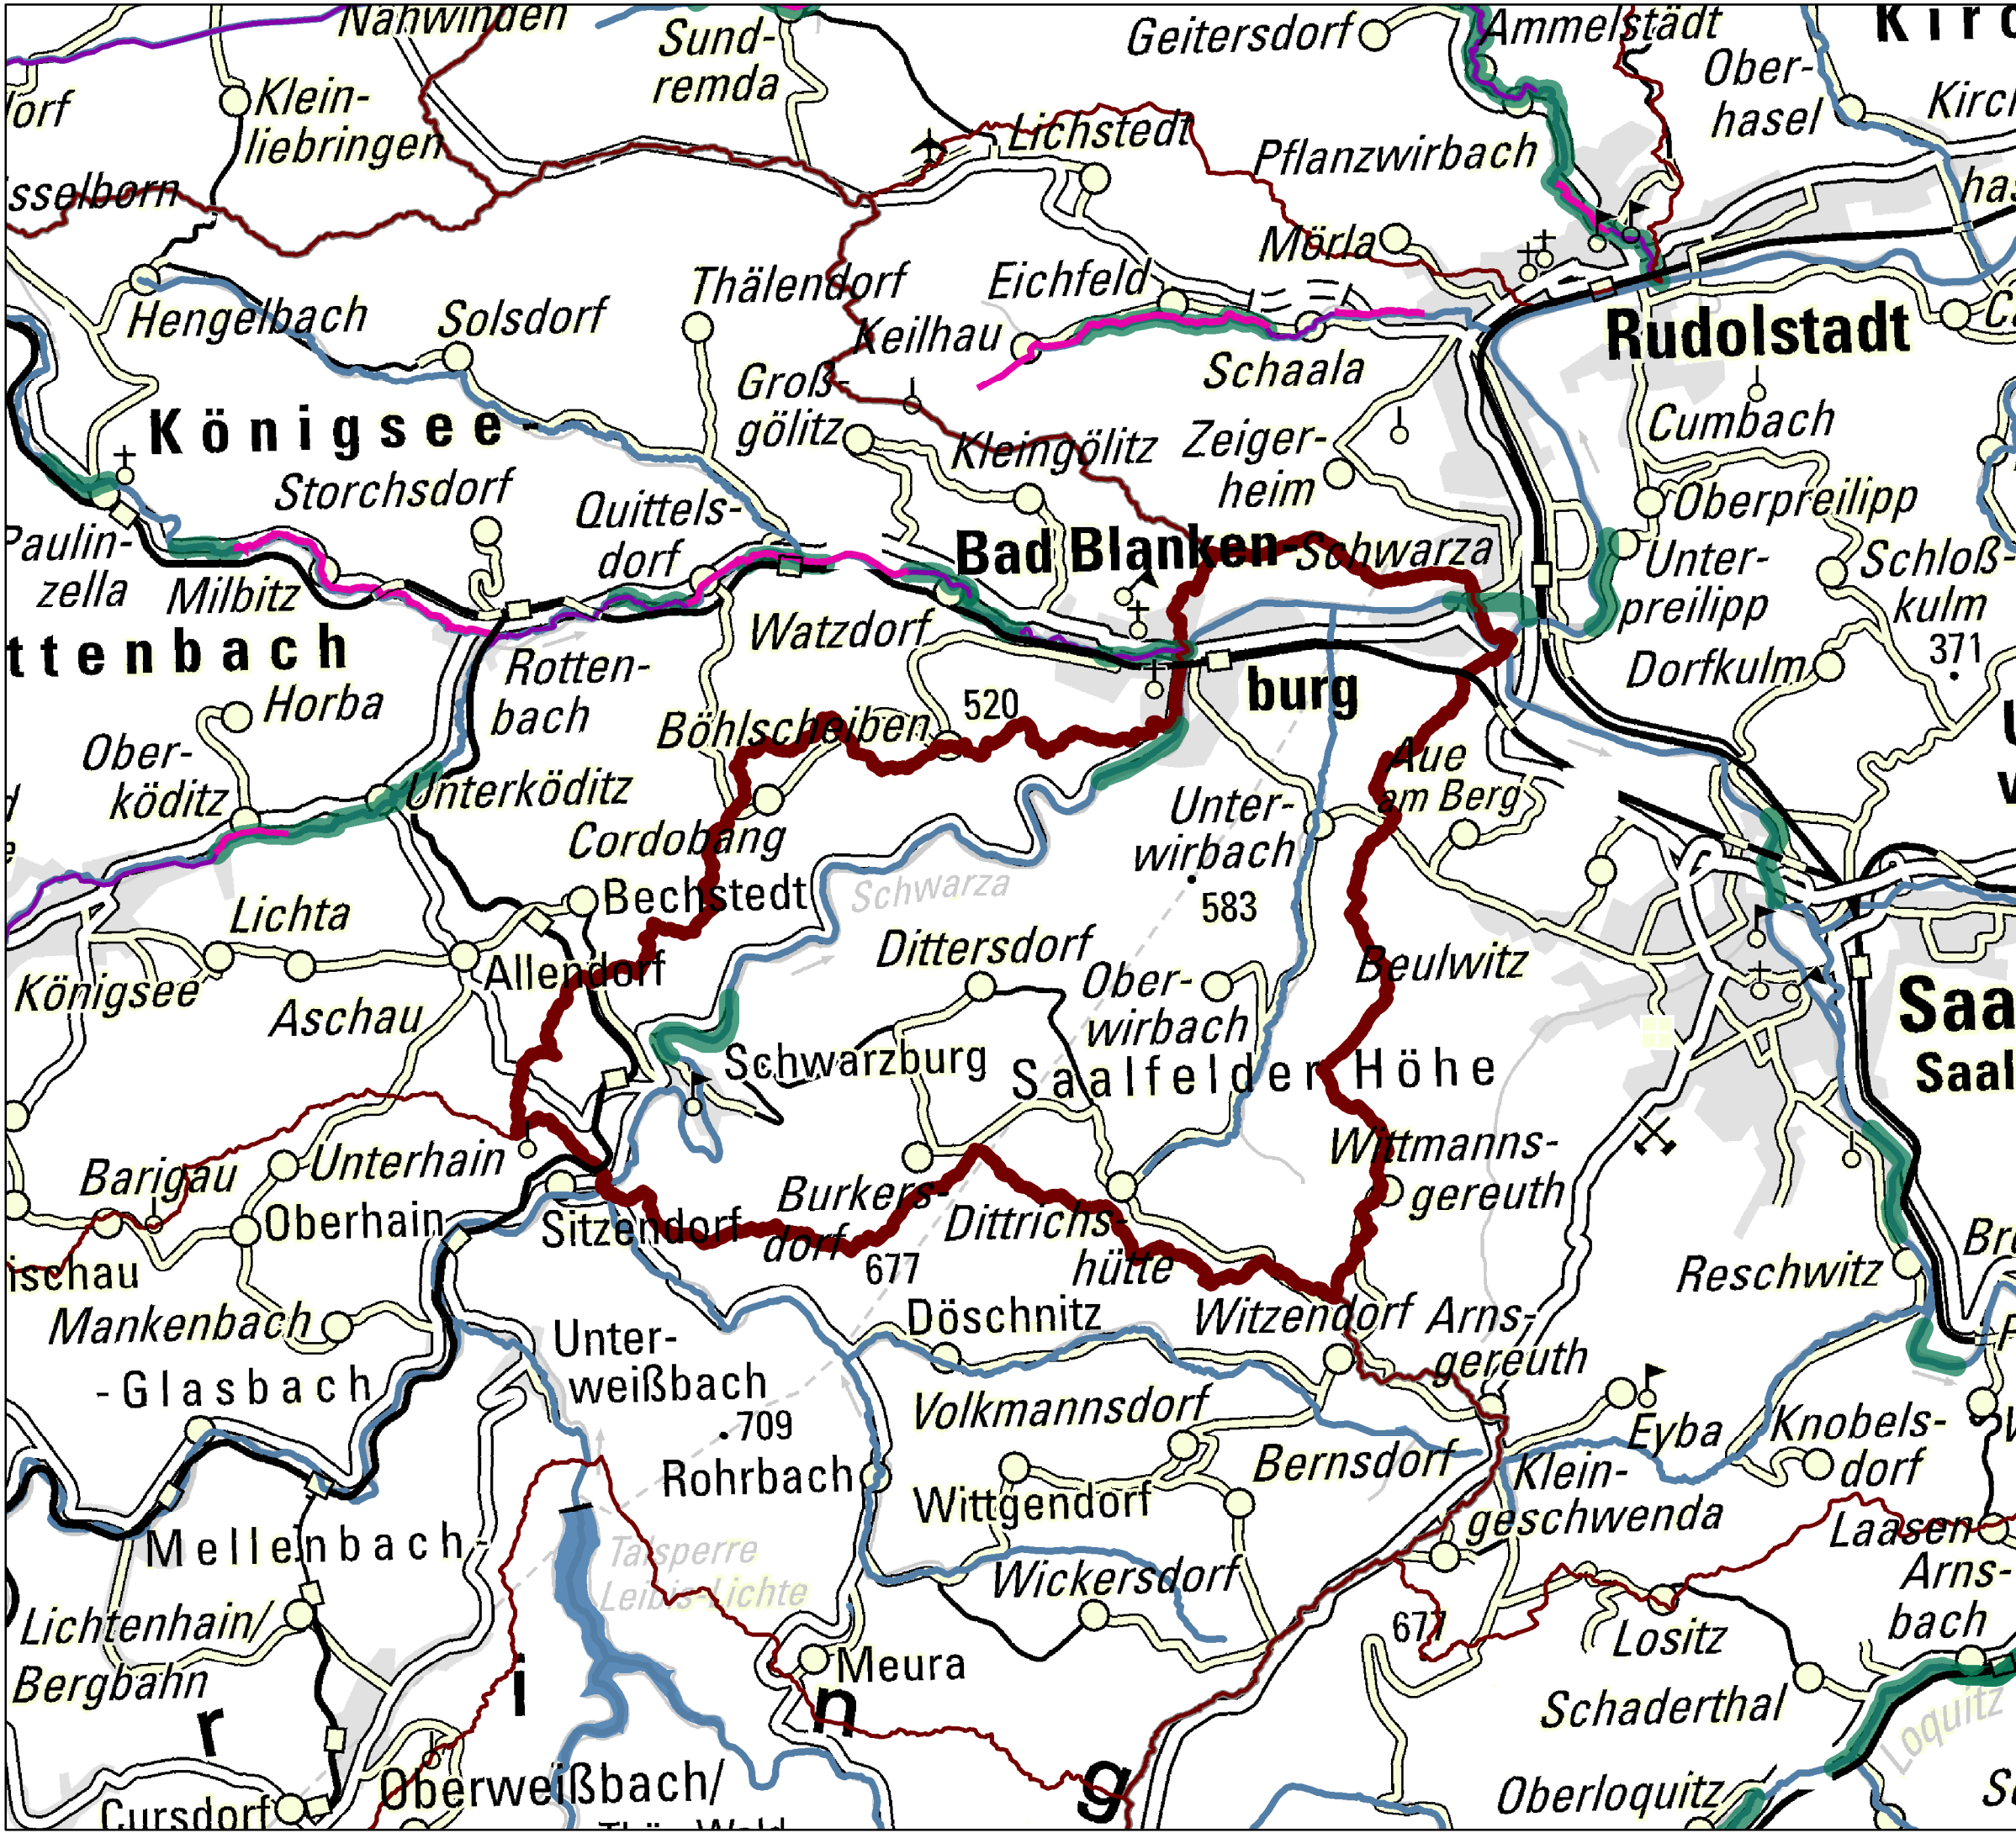 Nahwinden
Sund-
remda
Geitersdorf
Ammelstädt
Ober-
hasel
Klein-
liebringen
Lichstedt
Pflanzwirbach
Mörla
Hengelbach
Solsdorf
Thälendorf
Eichfeld
Keilhau
Schaala
Rudolstadt
Groß-
gölitz
Kleingölitz
Zeiger-
heim
Cumbach
Königsee-
Storchsdorf
Quittels-
dorf
Bad Blanken-
burg
Schwarza
Oberpreilipp
Unter-
preilipp
Schloß-
kulm
371
Dorfkulm
Paulin-
zella
Milbitz
ttenbach
Watzdorf
Rotten-
bach
Horba
Ober-
köditz
Unterköditz
Böhlscheiben
520
Cordobang
Aue
am Berg
Unter-
wirbach
583
Bechstedt
Schwarza
Lichta
Königsee
Aschau
Allendorf
Dittersdorf
Ober-
wirbach
Beulwitz
Saa
Saal
Schwarzburg
Saalfelder Höhe
Barigau
Unterhain
Oberhain
Sitzendorf
Burkers-
dorf
677
Dittrichs-
hütte
Wittmanns-
gereuth
Reschwitz
ischau
Mankenbach
-Glasbach
Unter-
weißbach
709
Döschnitz
Witzendorf
Arns-
gereuth
Volkmannsdorf
Bernsdorf
Eyba
Knobels-
dorf
Rohrbach
Wittgendorf
Klein-
geschwenda
Laasen
Mellenbach-
Talsperre
Leibis-Lichte
Wickersdorf
677
Lositz
Arns-
bach
Lichtenhain/
Bergbahn
Meura
Schaderthal
Loquitz
r
i
n
g
Cursdorf
Oberweißbach/
Oberloquitz